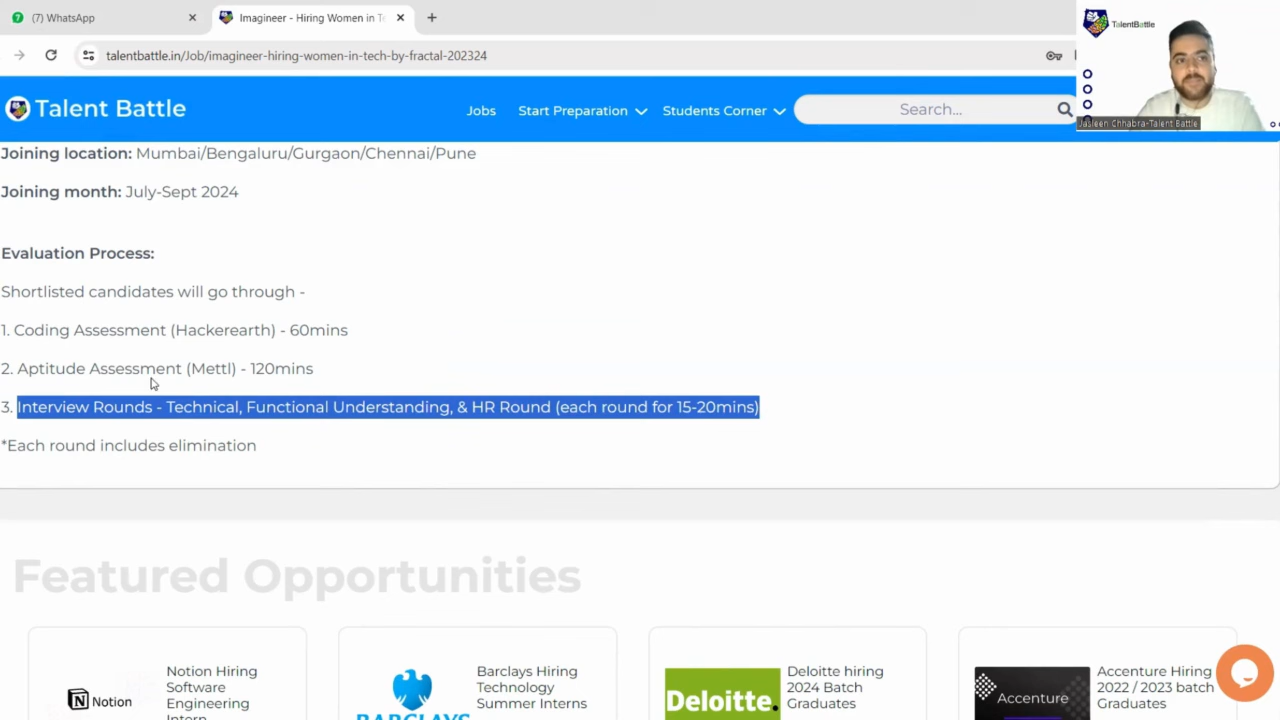 (7) WhatsApp
Imagineer - Hiring Women in Te
talentbattle.in/Job/imagineer-hiring-women-in-tech-by-fractal-202324
TalentBattle
Jasleen Chhabra-Talent Battle
Talent Battle
Jobs
Start Preparation
Students Corner
Search...
Joining location: Mumbai/Bengaluru/Gurgaon/Chennai/Pune
Joining month: July-Sept 2024
Evaluation Process:
Shortlisted candidates will go through -
1. Coding Assessment (Hackerearth) - 60mins
2. Aptitude Assessment (Mettl) - 120mins
3. Interview Rounds - Technical, Functional Understanding, & HR Round (each round for 15-20mins)
*Each round includes elimination
Featured Opportunities
Notion
Notion Hiring
Software
Engineering
Intern
BARCLAYS
Barclays Hiring
Technology
Summer Interns
Deloitte.
Deloitte hiring
2024 Batch
Graduates
Accenture
Accenture Hiring
2022 / 2023 batch
Graduates